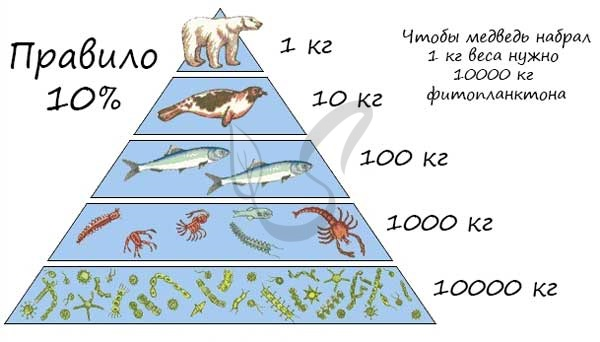 Правило
10%
1 кг
Чтобы медведь набрал
1 кг веса нужно
10000 кг
фитопланктона
10 кг
100 кг
1000 кг
10000 кг